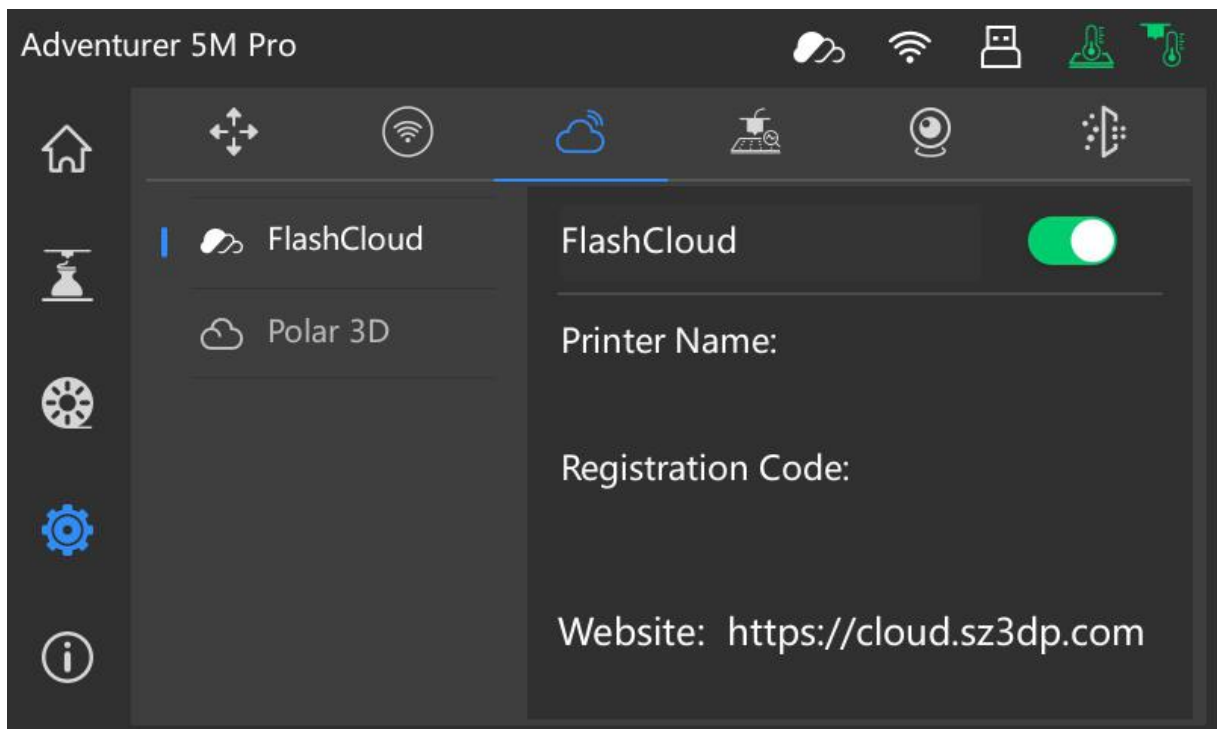 Adventurer 5M Pro
FlashCloud
Polar 3D
FlashCloud
Printer Name:
Registration Code:
Website: https://cloud.sz3dp.com